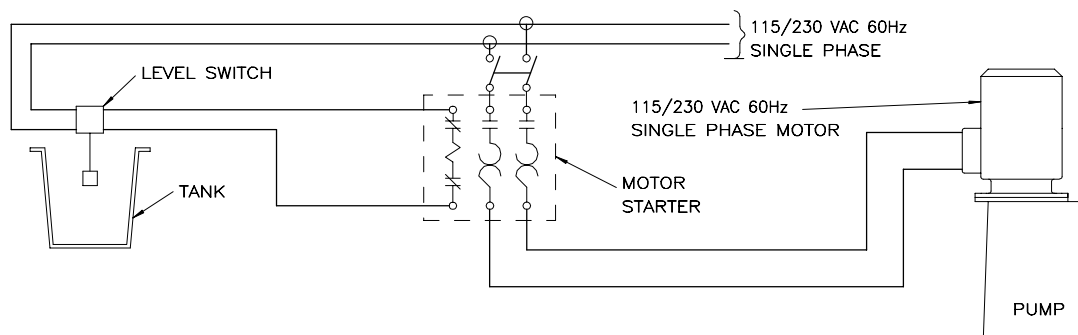 115/230 VAC 60Hz
SINGLE PHASE
LEVEL SWITCH
115/230 VAC 60Hz
SINGLE PHASE MOTOR
TANK
MOTOR
STARTER
PUMP